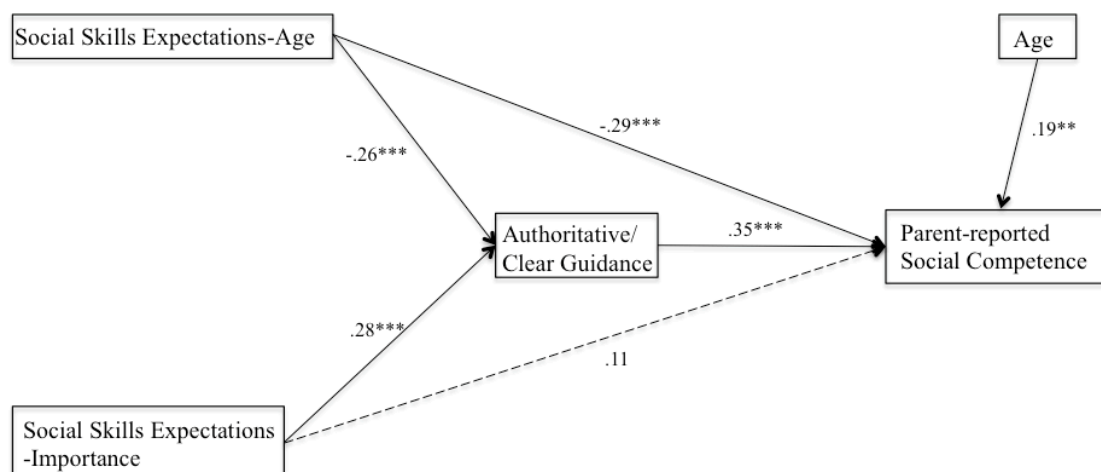 Social Skills Expectations-Age
Age
-.29***
.19**
-.26***
Authoritative/
Clear Guidance
.35***
Parent-reported
Social Competence
.28***
.11
Social Skills Expectations
-Importance